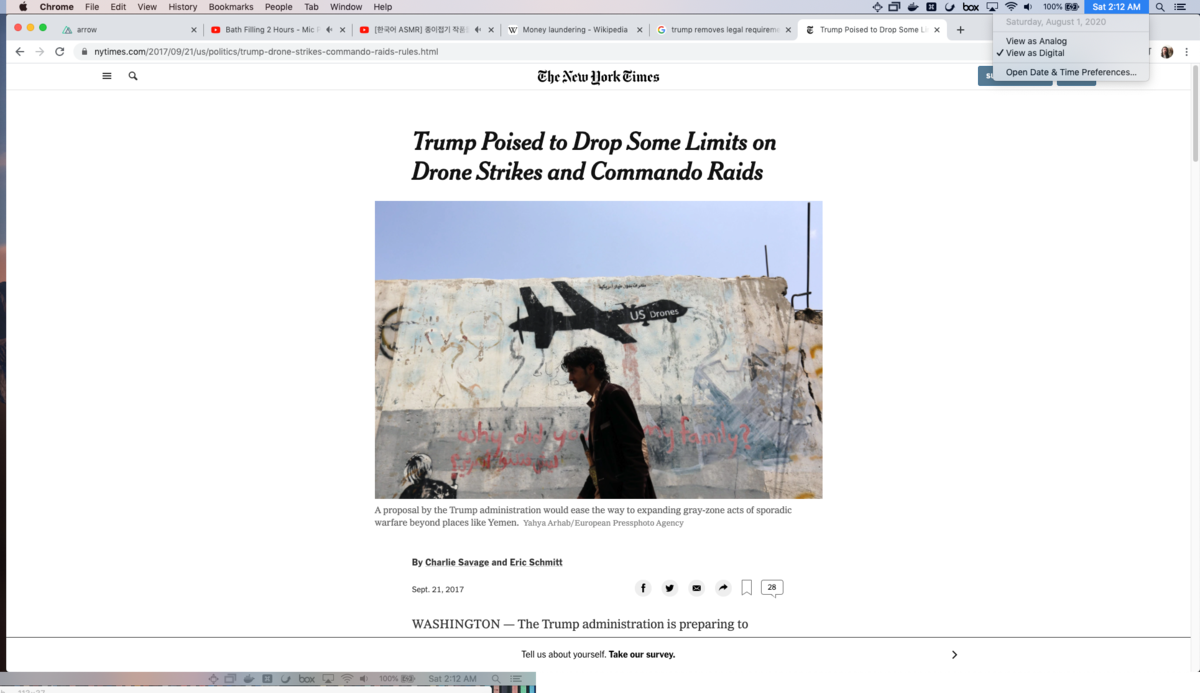 Chrome File Edit View History Bookmarks People Tab Window Help
box 100% Sat 2:12 AM
Saturday, August 1, 2020
View as Analog
✓ View as Digital
Open Date & Time Preferences...
arrow
Bath Filling 2 Hours - Mic
[한국어 ASMR] 종이접기 작은
Money laundering - Wikipedia
trump removes legal requirem
Trump Poised to Drop Some L
nytimes.com/2017/09/21/us/politics/trump-drone-strikes-commando-raids-rules.html
The New York Times
Trump Poised to Drop Some Limits on
Drone Strikes and Commando Raids
US Drones
why did you my family?
A proposal by the Trump administration would ease the way to expanding gray-zone acts of sporadic
warfare beyond places like Yemen. Yahya Arhab/European Pressphoto Agency
By Charlie Savage and Eric Schmitt
Sept. 21, 2017
28
WASHINGTON — The Trump administration is preparing to
Tell us about yourself. Take our survey.
box 100% Sat 2:12 AM